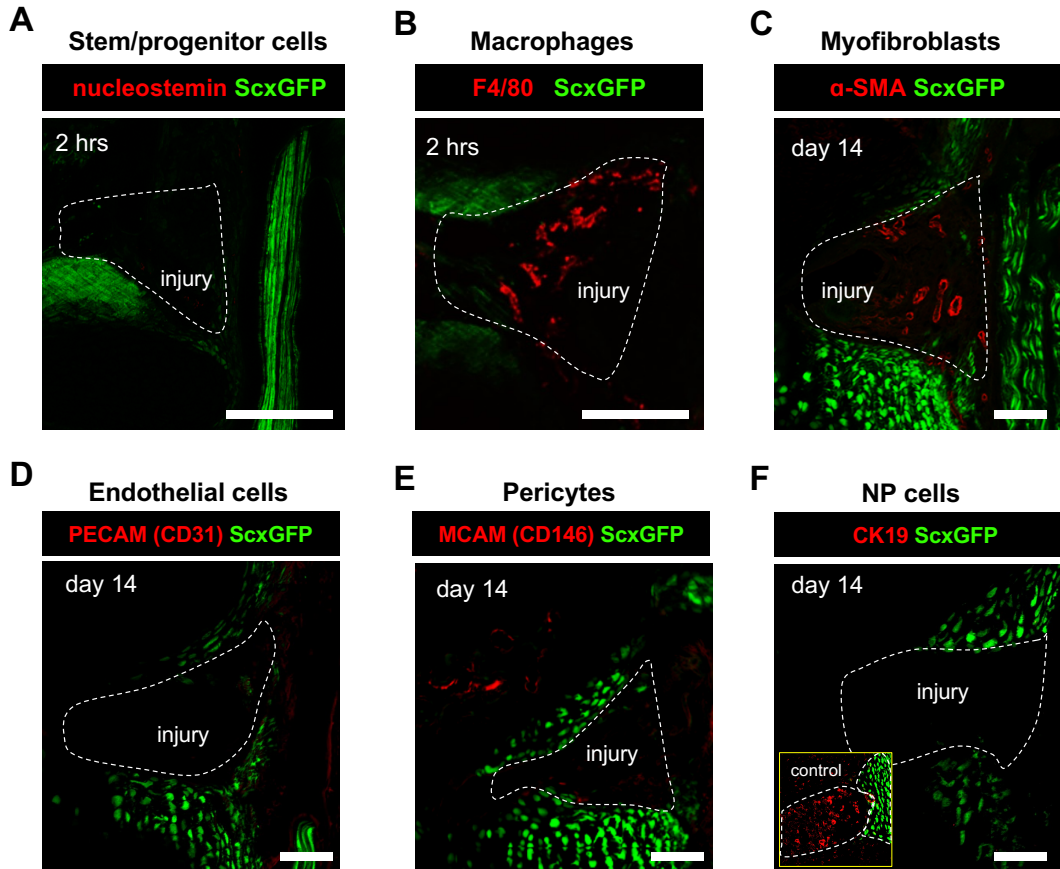 A
Stem/progenitor cells
nucleostemin ScxGFP
2 hrs
injury
B
Macrophages
F4/80 ScxGFP
2 hrs
injury
C
Myofibroblasts
α-SMA ScxGFP
day 14
injury
D
Endothelial cells
PECAM (CD31) ScxGFP
day 14
injury
E
Pericytes
MCAM (CD146) ScxGFP
day 14
injury
F
NP cells
CK19 ScxGFP
day 14
injury
control